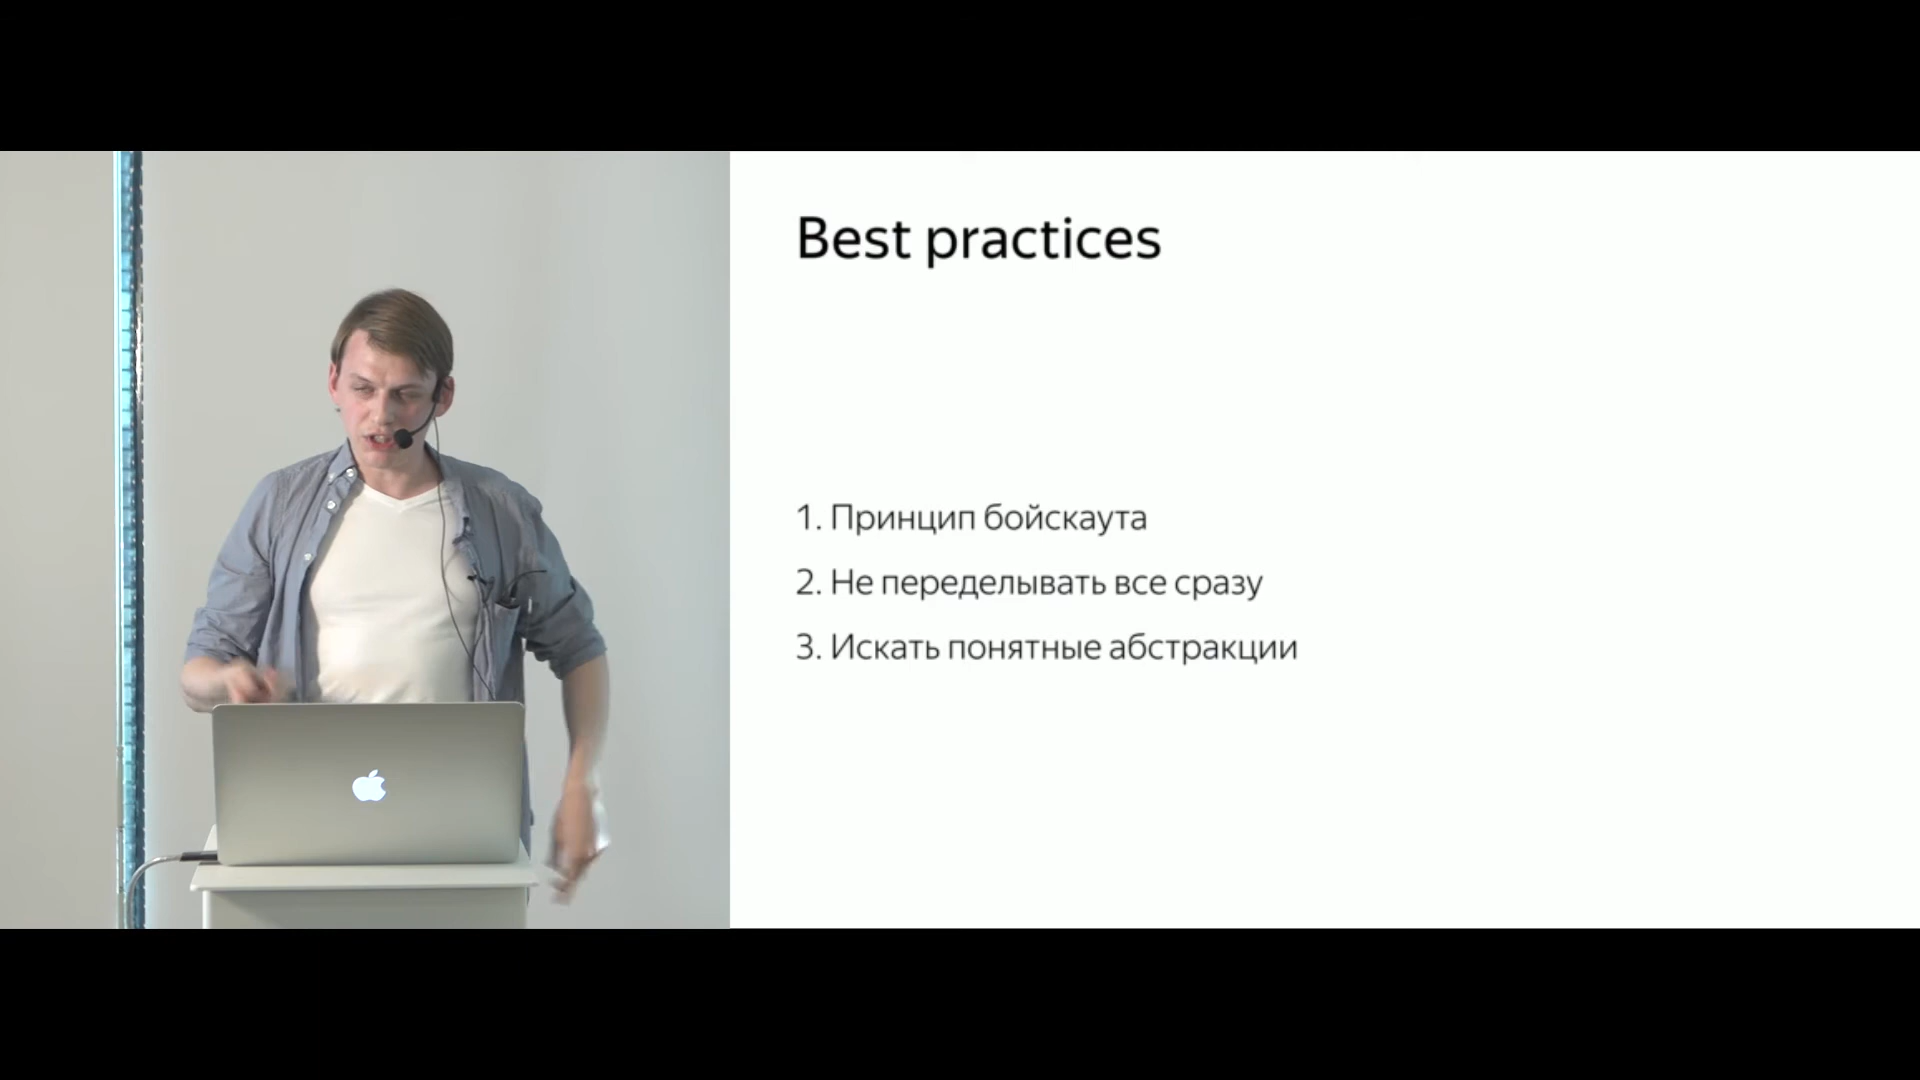 Best practices
1. Принцип бойскаута
2. Не переделывать все сразу
3. Искать понятные абстракции